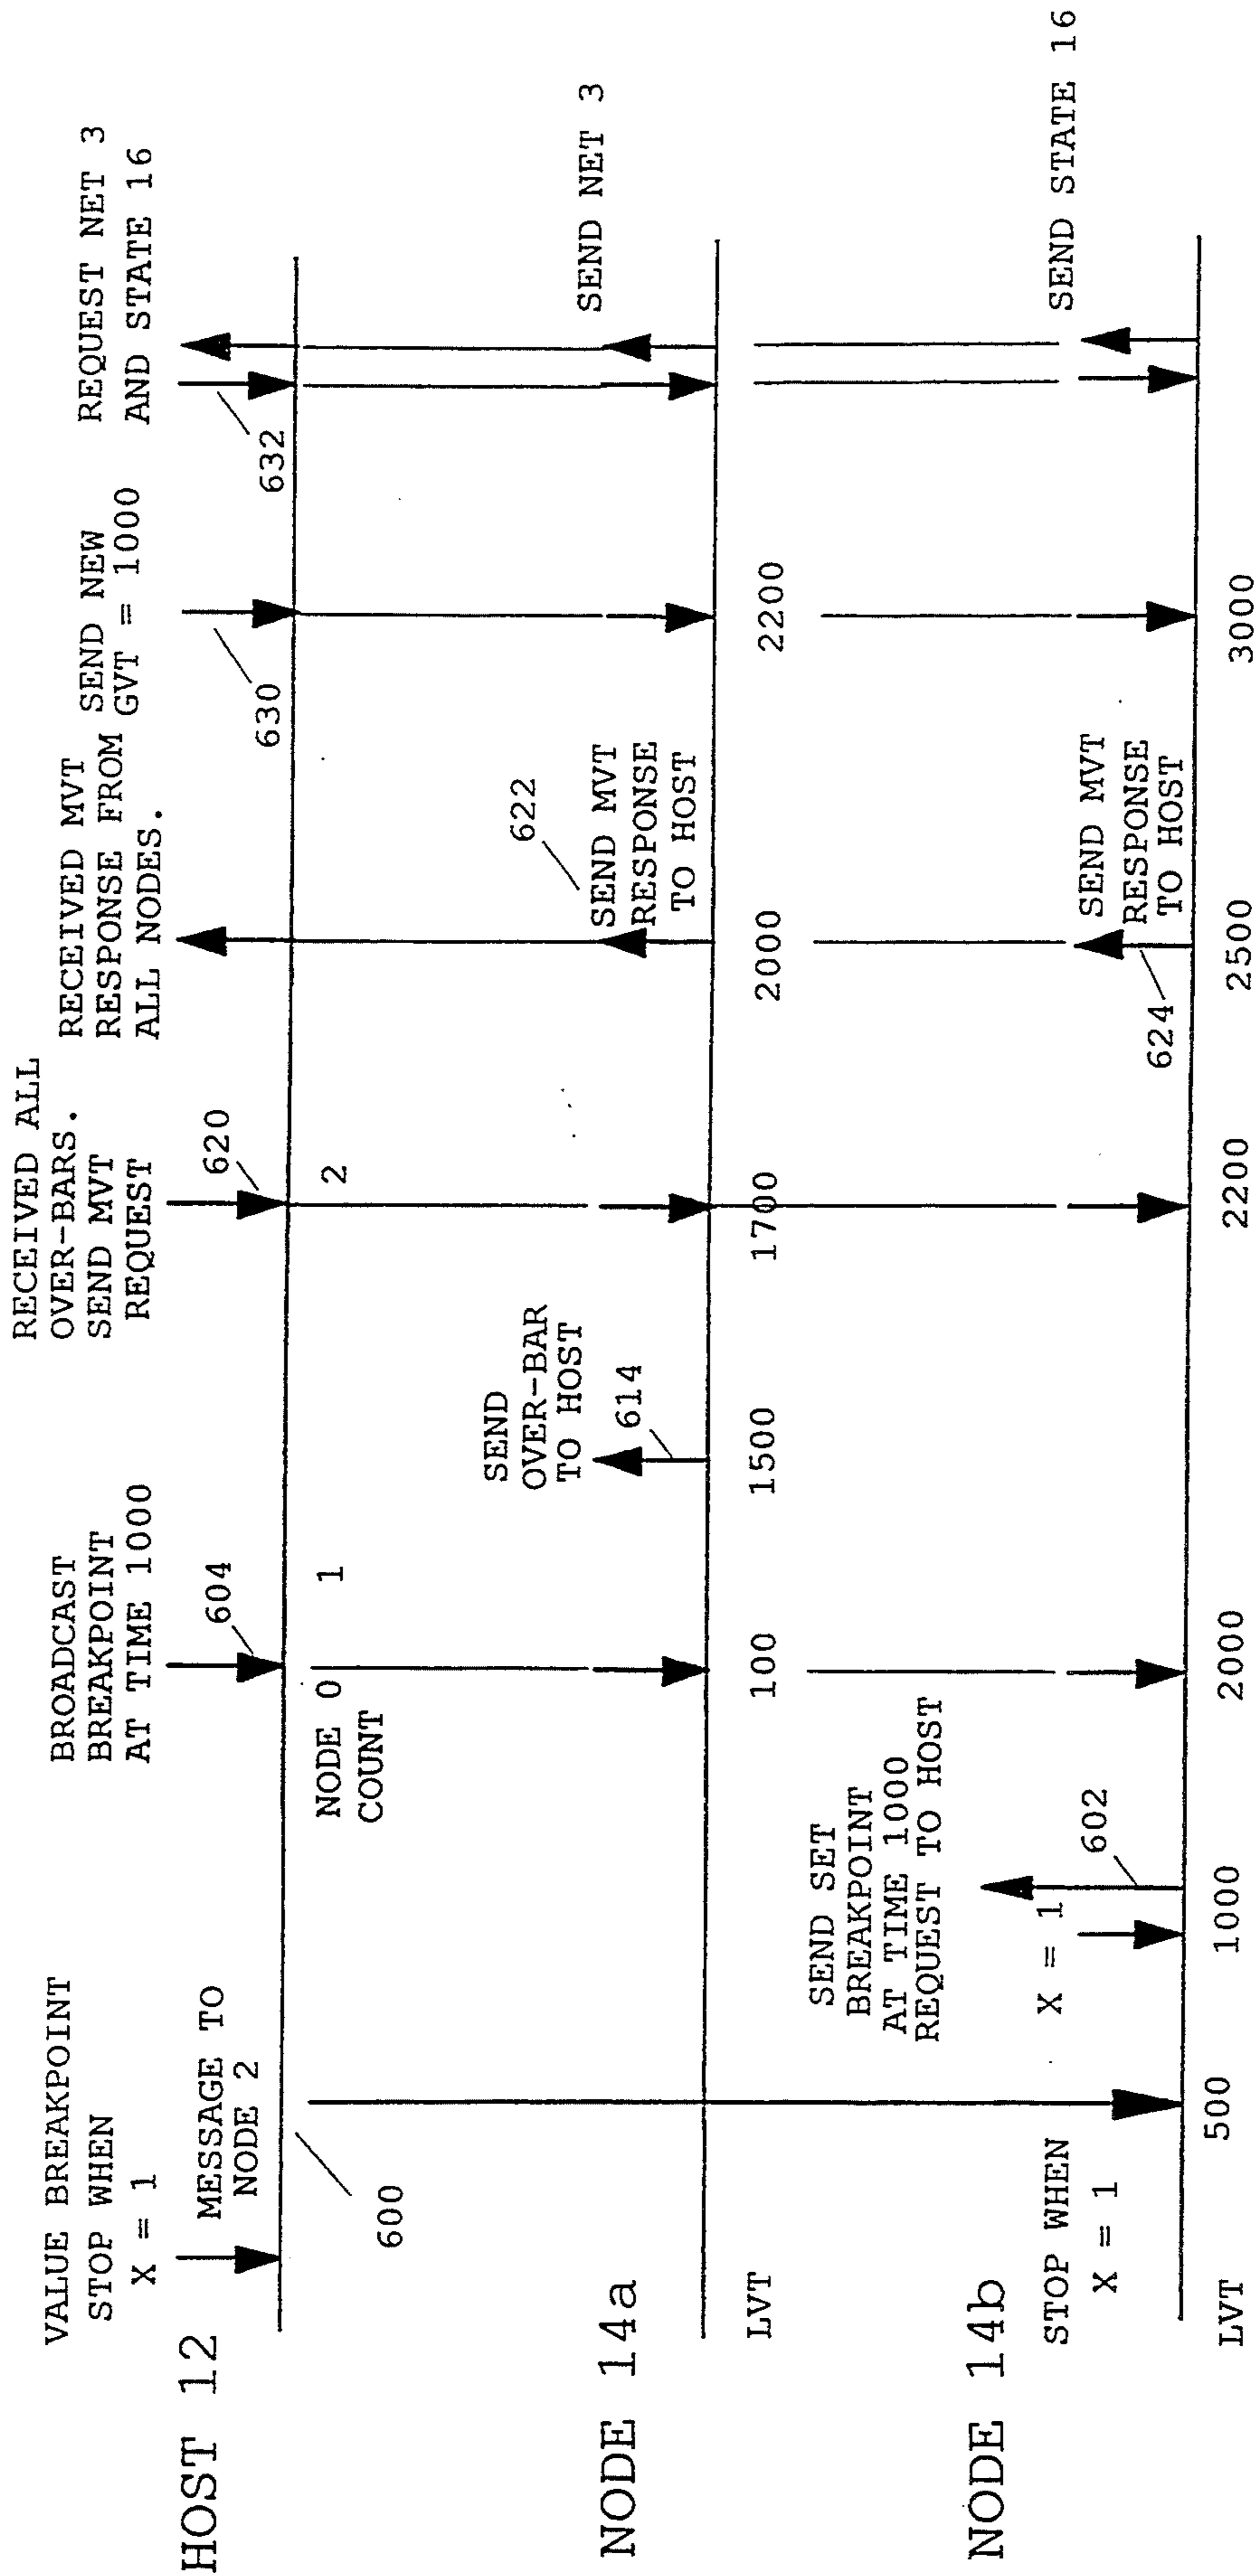 VALUE BREAKPOINT
STOP WHEN
X = 1
HOST 12
MESSAGE TO
NODE 2
600
BROADCAST
BREAKPOINT
AT TIME 1000
604
NODE 0
COUNT
1
RECEIVED ALL
OVER-BARS.
SEND MVT
REQUEST
620
2
RECEIVED MVT
RESPONSE FROM
ALL NODES.
SEND NEW
GVT = 1000
630
REQUEST NET 3
AND STATE 16
632
NODE 14a
LVT
100
SEND
OVER-BAR
TO HOST
614
1500
1700
622
SEND MVT
RESPONSE
TO HOST
2000
2200
SEND NET 3
NODE 14b
STOP WHEN
X = 1
LVT
500
SEND SET
BREAKPOINT
AT TIME 1000
REQUEST TO HOST
X = 1
602
1000
2000
2200
624
SEND MVT
RESPONSE
TO HOST
2500
3000
SEND STATE 16